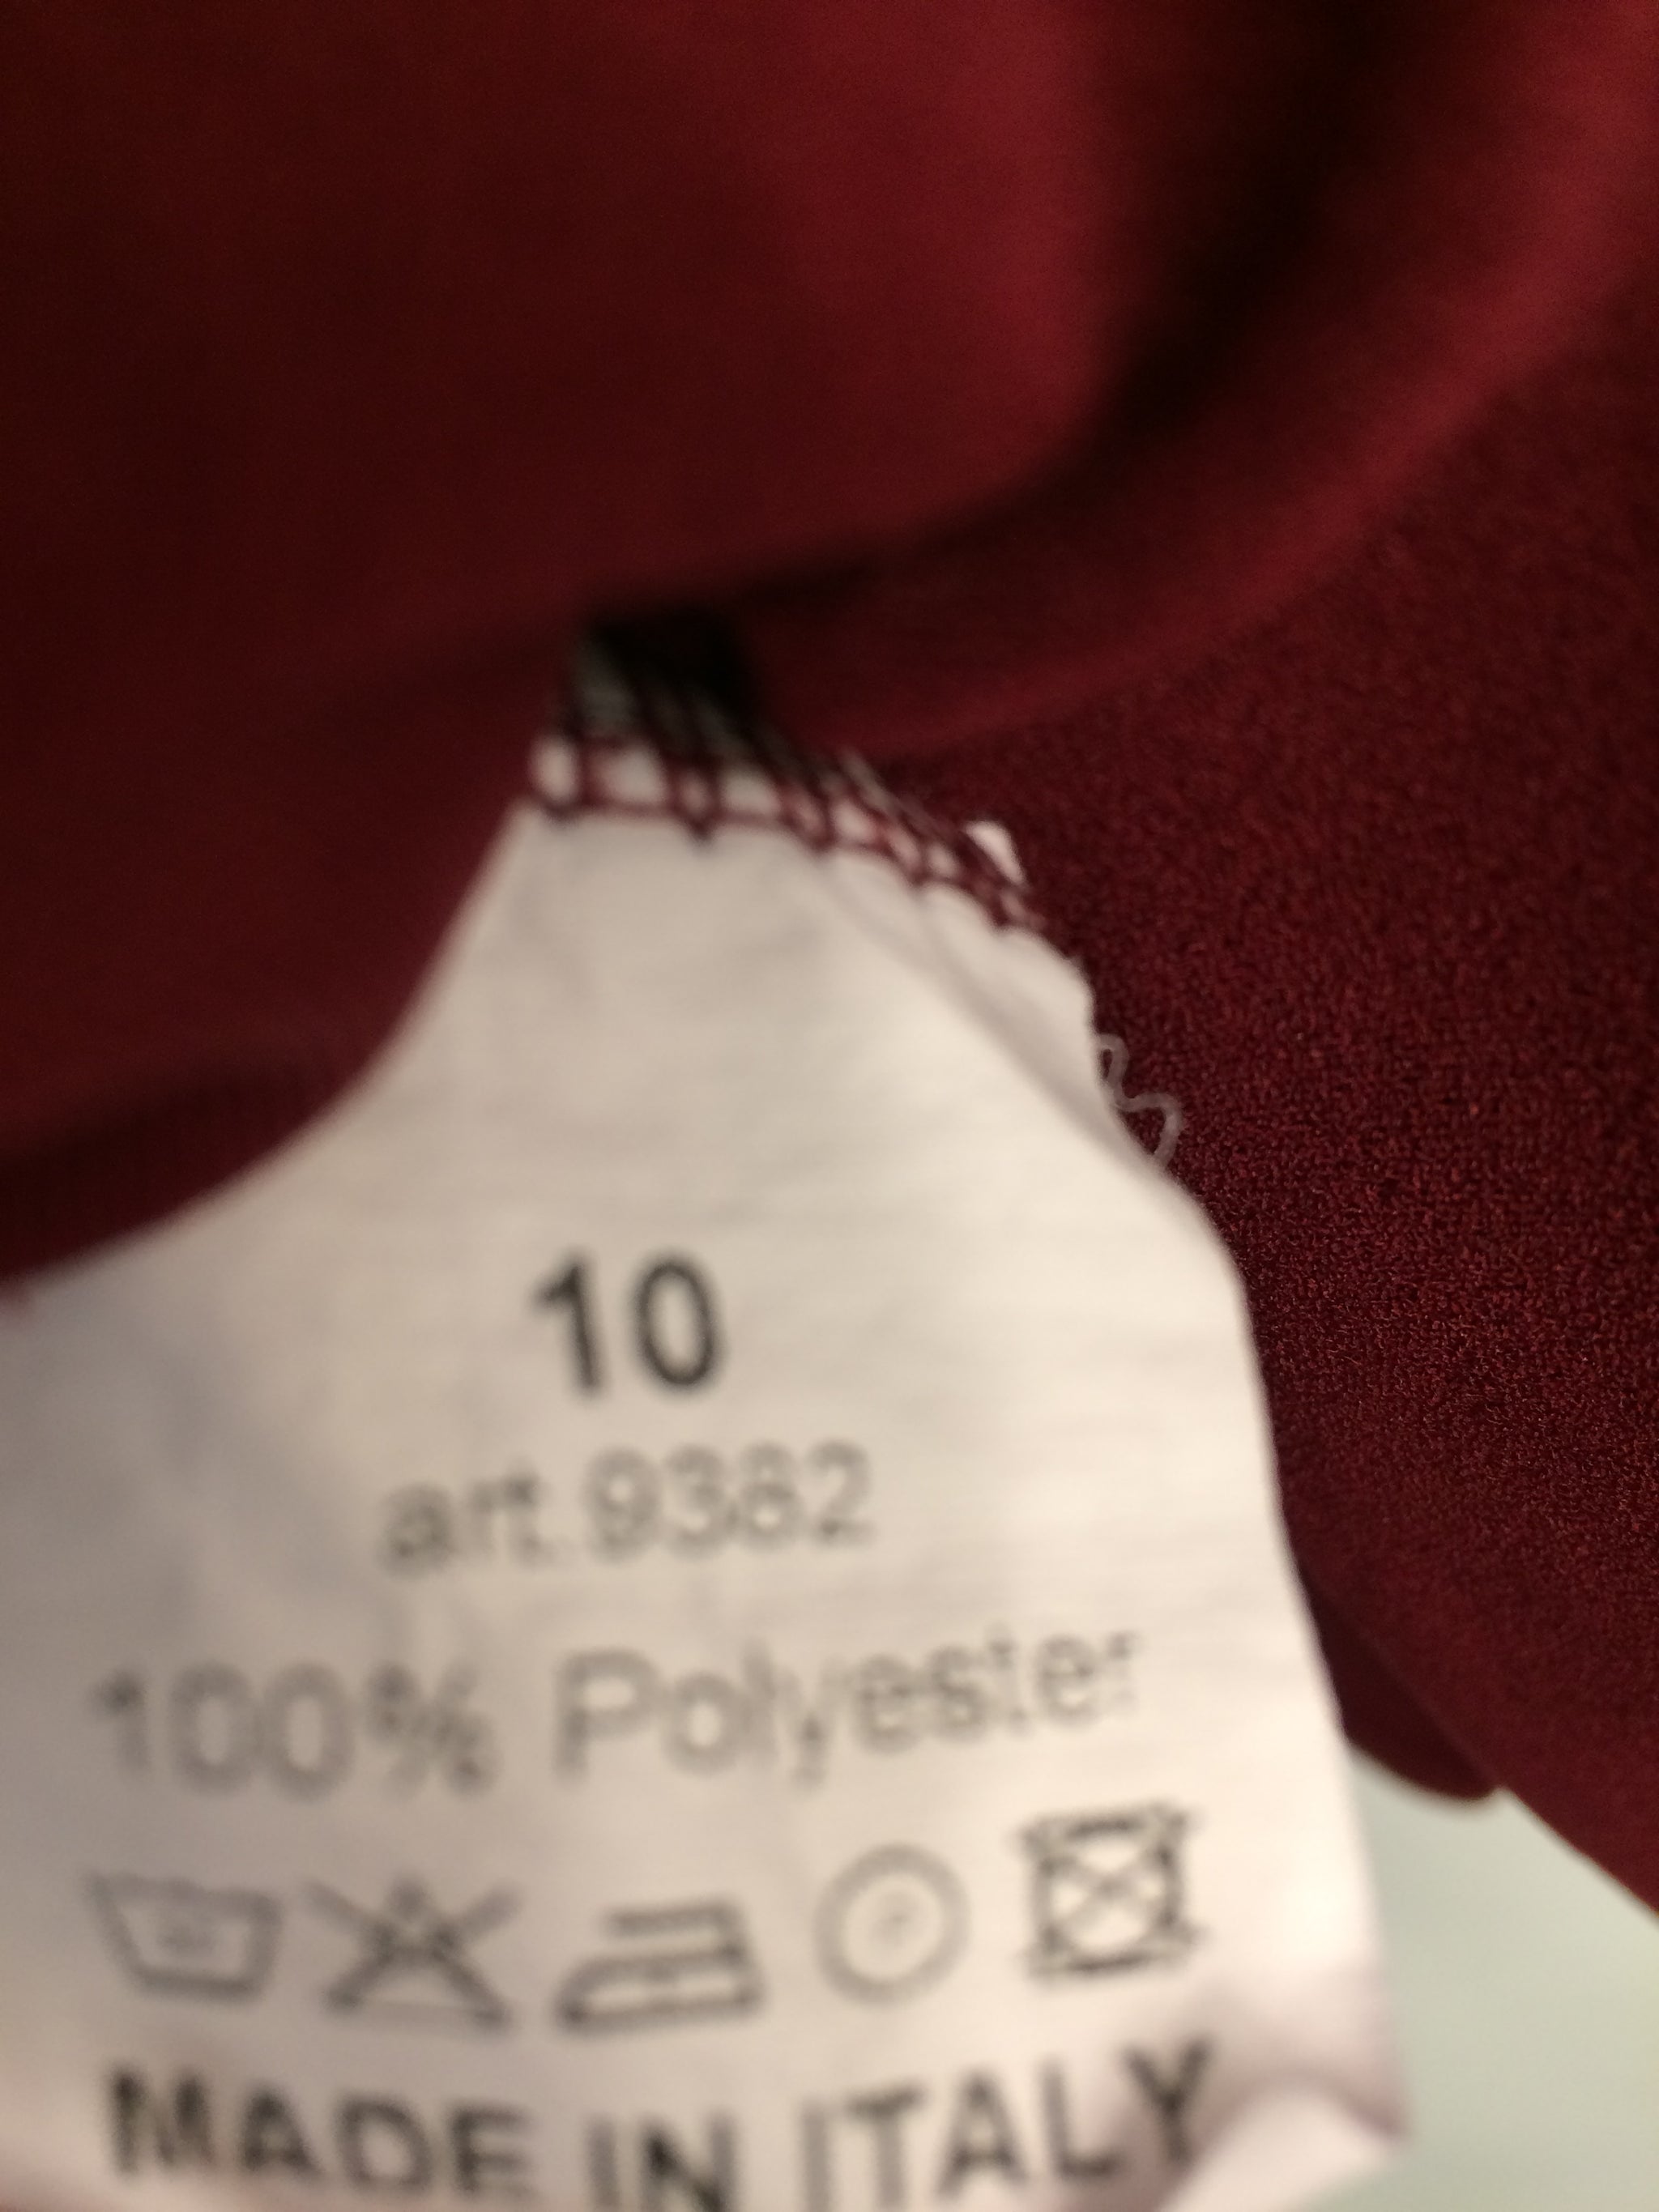 10
art.9382
100% Polyester
MADE IN ITALY